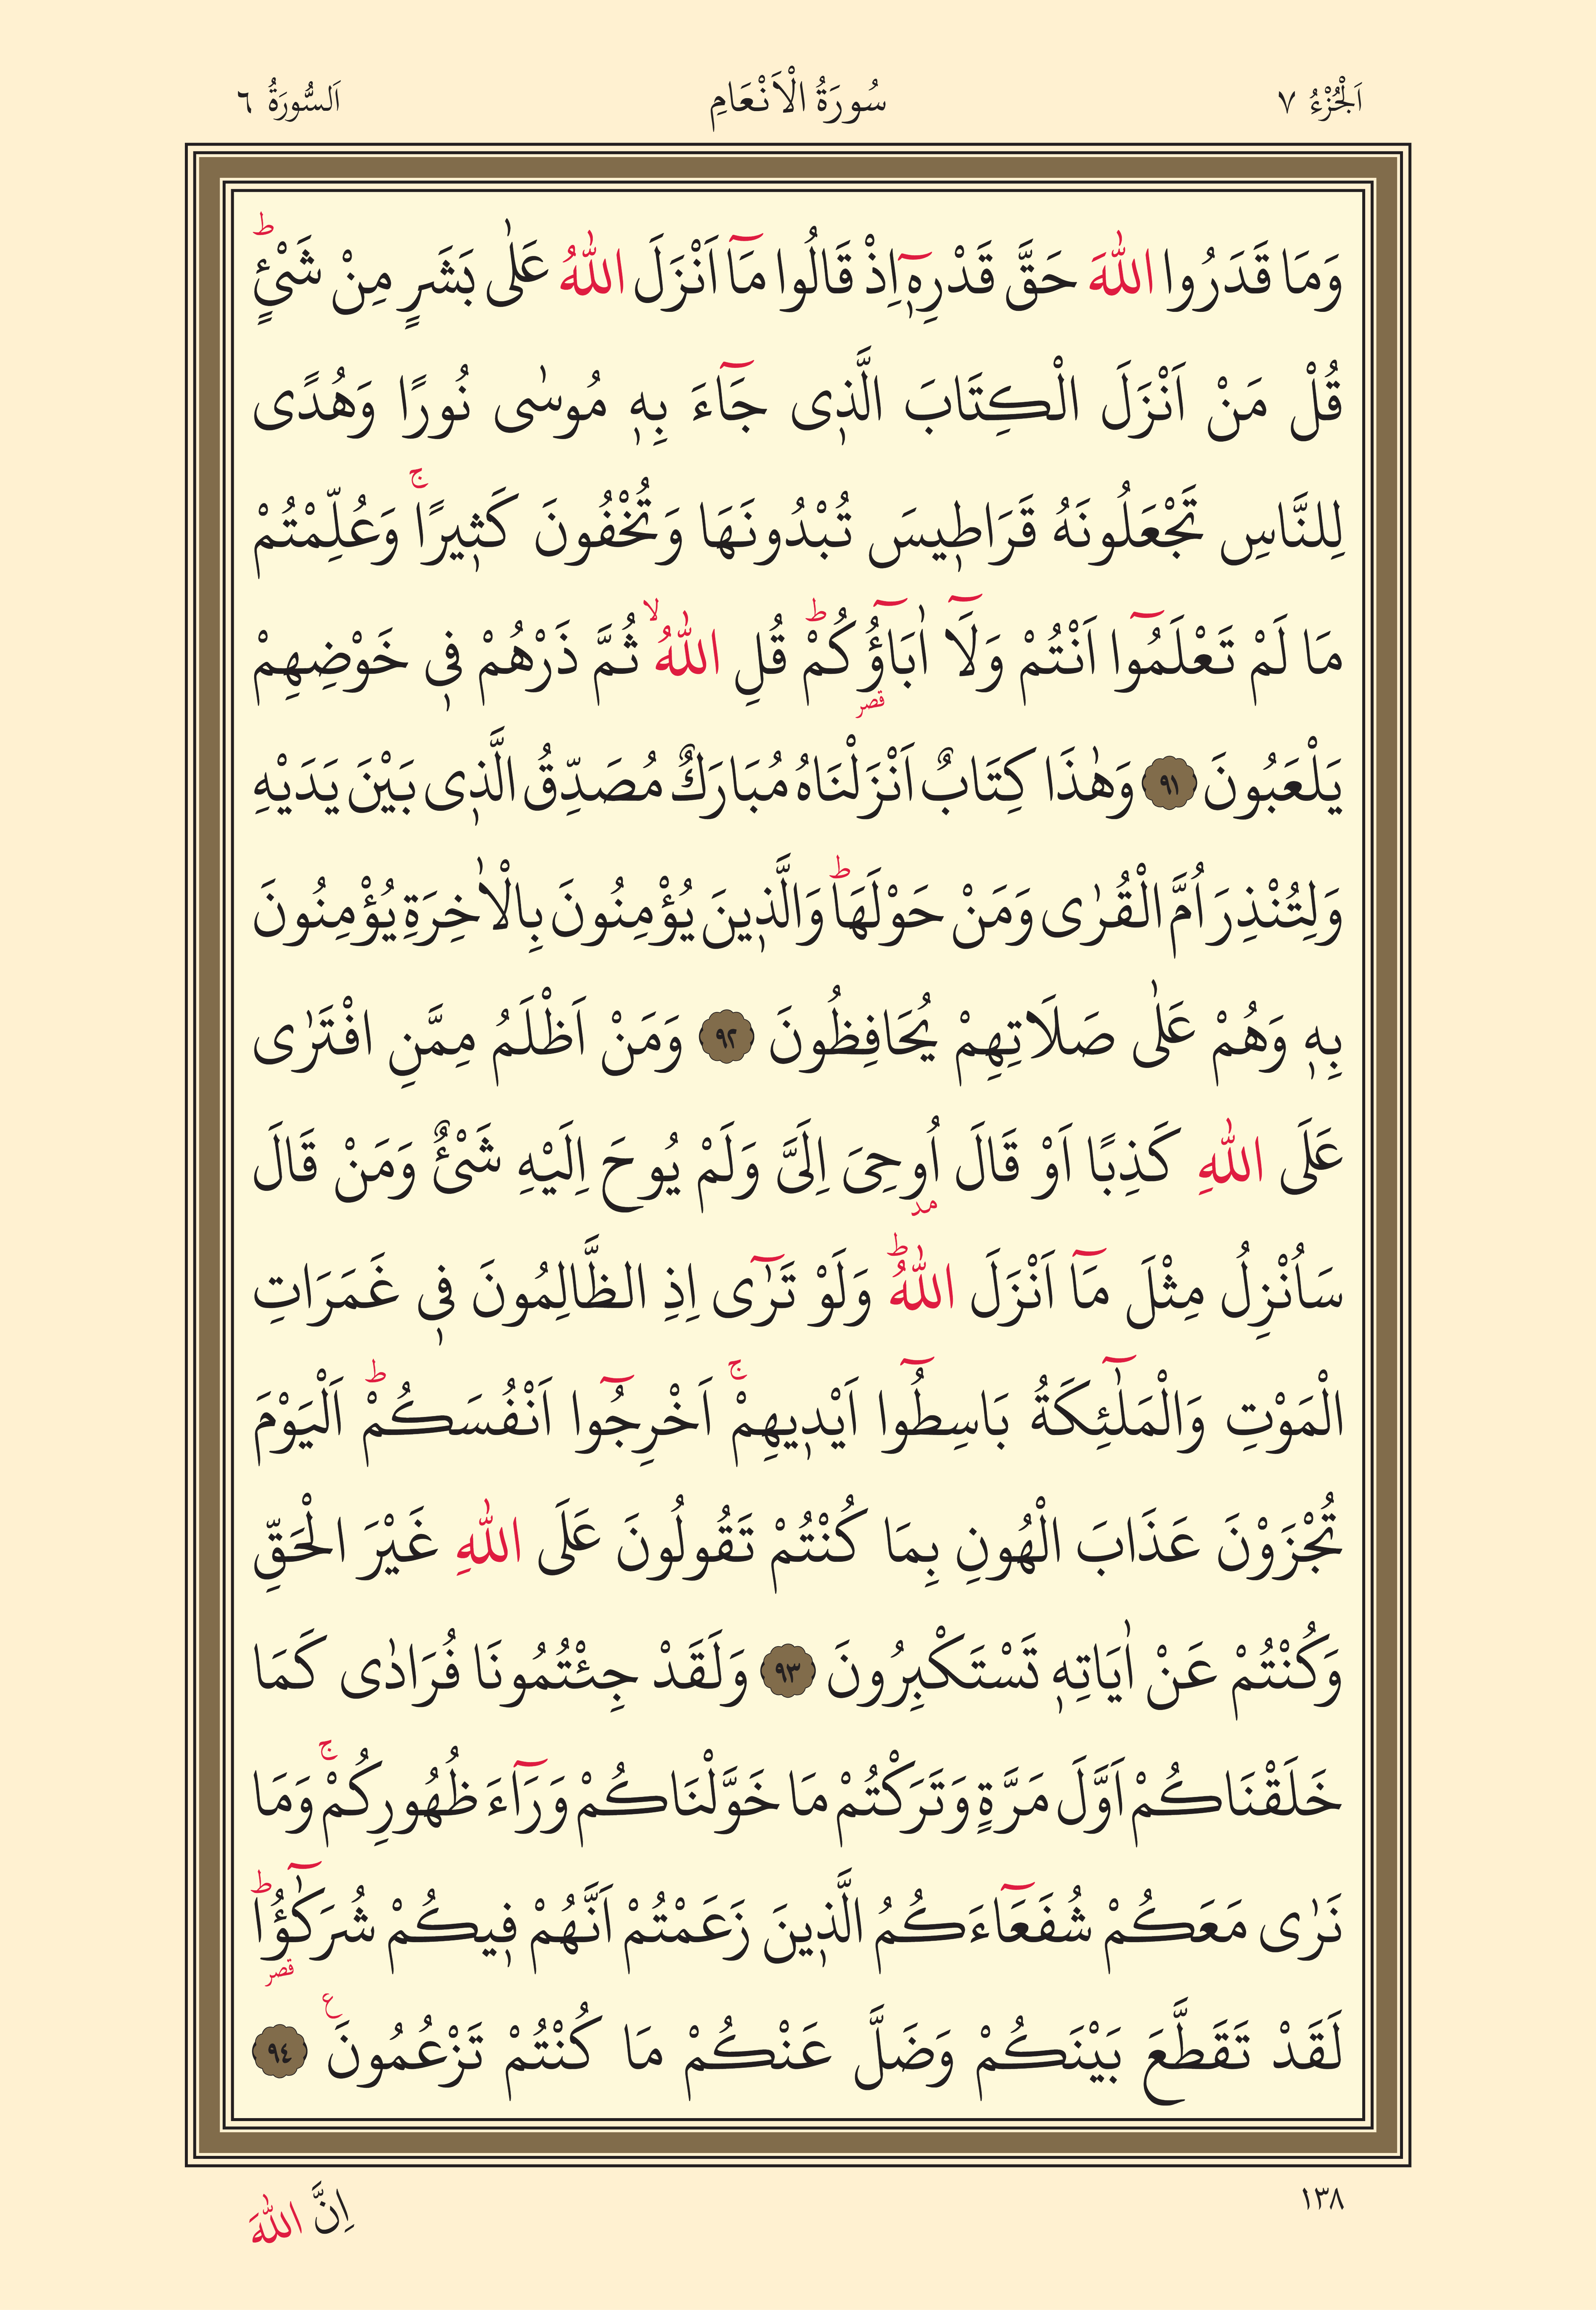 اَلْجُزْءُ ٧
سُورَةُ الْاَنْعَامِ
اَلسُّورَةُ ٦
وَمَا قَدَرُوا اللّٰهَ حَقَّ قَدْرِه۪ٓ اِذْ قَالُوا مَٓا اَنْزَلَ اللّٰهُ عَلٰى بَشَرٍ مِنْ شَیْءٍۜ
قُلْ مَنْ اَنْزَلَ الْكِتَابَ الَّذ۪ى جَٓاءَ بِه۪ مُوسٰى نُورًا وَهُدًى
لِلنَّاسِ تَجْعَلُونَهُ قَرَاط۪يسَ تُبْدُونَهَا وَتُخْفُونَ كَث۪يرًاۚ وَعُلِّمْتُمْ
مَا لَمْ تَعْلَمُٓوا اَنْتُمْ وَلَٓا اٰبَٓاؤُ۬كُمْۜ قُلِ اللّٰهُۙ ثُمَّ ذَرْهُمْ ف۪ى خَوْضِهِمْ
قصر
يَلْعَبُونَ ﴿٩١﴾ وَهٰذَا كِتَابٌ اَنْزَلْنَاهُ مُبَارَكٌ مُصَدِّقُ الَّذ۪ى بَيْنَ يَدَيْهِ
وَلِتُنْذِرَ اُمَّ الْقُرٰى وَمَنْ حَوْلَهَاۜ وَالَّذ۪ينَ يُؤْمِنُونَ بِالْاٰخِرَةِ يُؤْمِنُونَ
بِه۪ وَهُمْ عَلٰى صَلَاتِهِمْ يُحَافِظُونَ ﴿٩٢﴾ وَمَنْ اَظْلَمُ مِمَّنِ افْتَرٰى
عَلَى اللّٰهِ كَذِبًا اَوْ قَالَ اُوحِىَ اِلَىَّ وَلَمْ يُوحَ اِلَيْهِ شَیْءٌ وَمَنْ قَالَ
مد
سَاُنْزِلُ مِثْلَ مَٓا اَنْزَلَ اللّٰهُۜ وَلَوْ تَرٰٓى اِذِ الظَّالِمُونَ ف۪ى غَمَرَاتِ
الْمَوْتِ وَالْمَلٰٓئِكَةُ بَاسِطُٓوا اَيْد۪يهِمْۚ اَخْرِجُٓوا اَنْفُسَكُمْۜ اَلْيَوْمَ
تُجْزَوْنَ عَذَابَ الْهُونِ بِمَا كُنْتُمْ تَقُولُونَ عَلَى اللّٰهِ غَيْرَ الْحَقِّ
وَكُنْتُمْ عَنْ اٰيَاتِه۪ تَسْتَكْبِرُونَ ﴿٩٣﴾ وَلَقَدْ جِئْتُمُونَا فُرَادٰى كَمَا
خَلَقْنَاكُمْ اَوَّلَ مَرَّةٍ وَتَرَكْتُمْ مَا خَوَّلْنَاكُمْ وَرَٓاءَ ظُهُورِكُمْۚ وَمَا
نَرٰى مَعَكُمْ شُفَعَٓاءَكُمُ الَّذ۪ينَ زَعَمْتُمْ اَنَّهُمْ ف۪يكُمْ شُرَكٰٓؤُ۬اۜ
قصر
لَقَدْ تَقَطَّعَ بَيْنَكُمْ وَضَلَّ عَنْكُمْ مَا كُنْتُمْ تَزْعُمُونَ ع ﴿٩٤﴾
١٣٨
اِنَّ اللّٰهَ